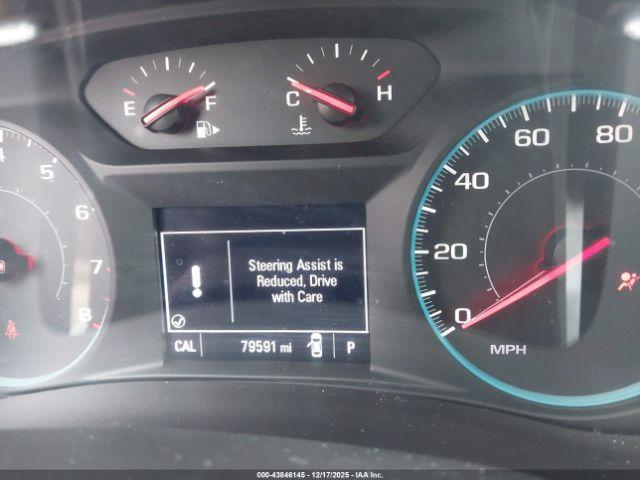 E F
C H
4
5
6
7
8
0
20
40
60
80
MPH
Steering Assist is
Reduced, Drive
with Care
CAL 79591 mi P
000-43846145 - 12/17/2025 - IAA Inc.